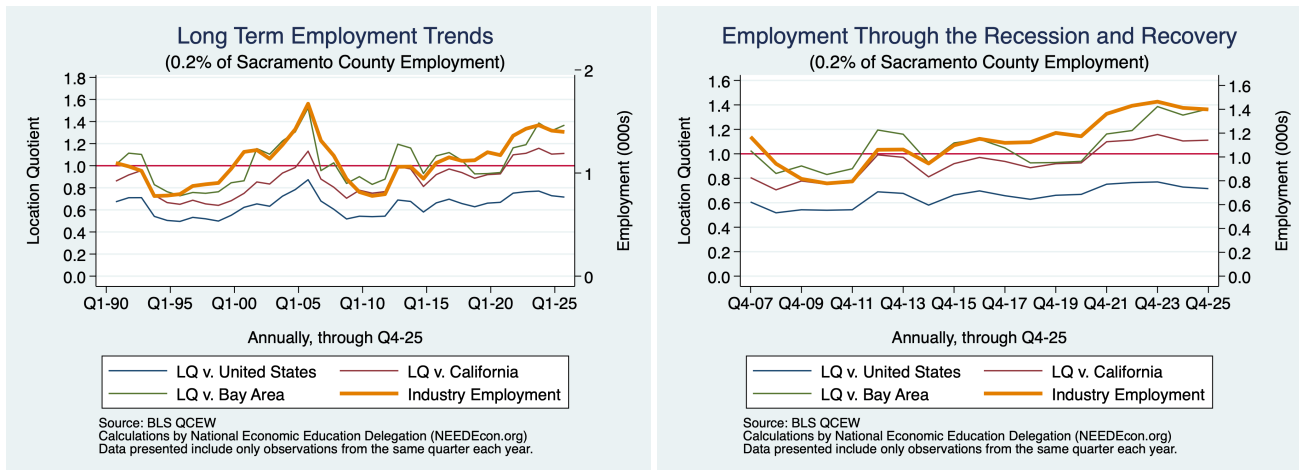 Long Term Employment Trends
(0.2% of Sacramento County Employment)
Location Quotient
1.8
1.6
1.4
1.2
1.0
0.8
0.6
0.4
0.2
0.0
2
1
0
Employment (000s)
Q1-90 Q1-95 Q1-00 Q1-05 Q1-10 Q1-15 Q1-20 Q1-25
Annually, through Q4-25
LQ v. United States LQ v. California
LQ v. Bay Area Industry Employment
Source: BLS QCEW
Calculations by National Economic Education Delegation (NEEDEcon.org)
Data presented include only observations from the same quarter each year.
Employment Through the Recession and Recovery
(0.2% of Sacramento County Employment)
Location Quotient
1.6
1.4
1.2
1.0
0.8
0.6
0.4
0.2
0.0
1.6
1.4
1.2
1.0
0.8
0.6
0.4
0.2
0.0
Employment (000s)
Q4-07 Q4-09 Q4-11 Q4-13 Q4-15 Q4-17 Q4-19 Q4-21 Q4-23 Q4-25
Annually, through Q4-25
LQ v. United States LQ v. California
LQ v. Bay Area Industry Employment
Source: BLS QCEW
Calculations by National Economic Education Delegation (NEEDEcon.org)
Data presented include only observations from the same quarter each year.